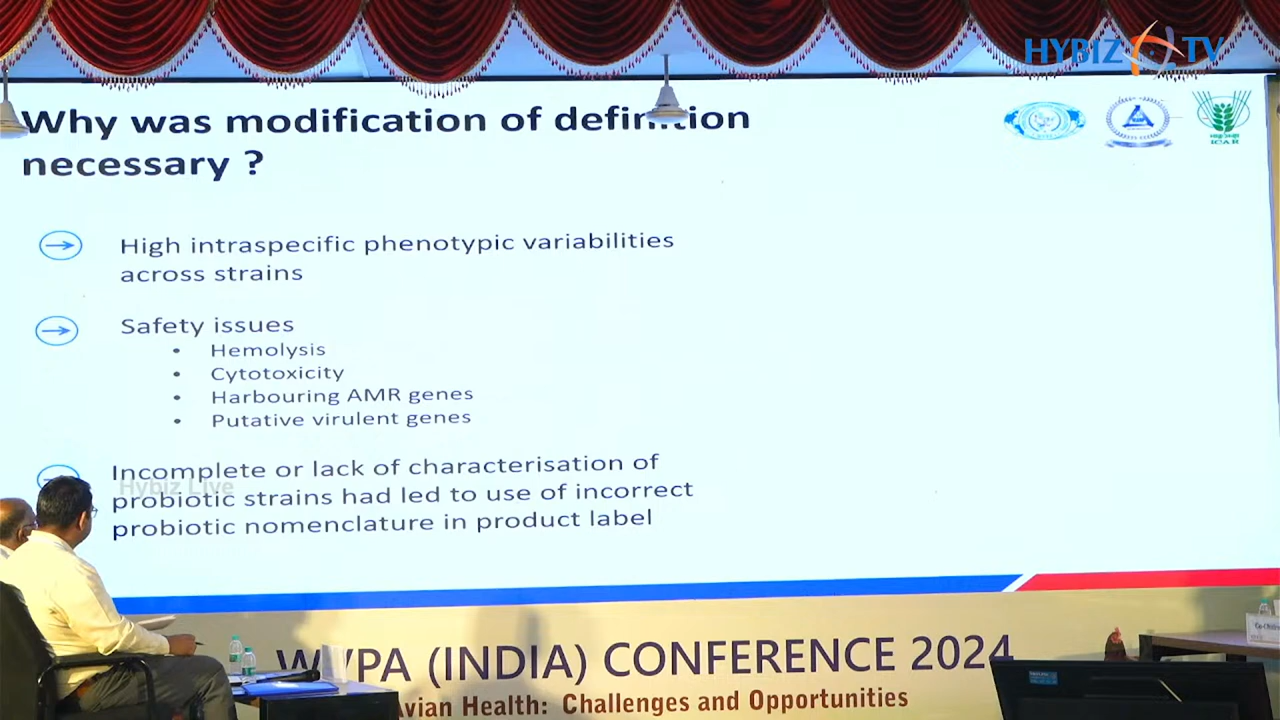 HYBIZ TV
Why was modification of definition
necessary ?
ICAR
High intraspecific phenotypic variabilities
across strains
Safety issues
• Hemolysis
• Cytotoxicity
• Harbouring AMR genes
• Putative virulent genes
Incomplete or lack of characterisation of
probiotic strains had led to use of incorrect
probiotic nomenclature in product label
Hybiz Live
WVPA (INDIA) CONFERENCE 2024
Avian Health: Challenges and Opportunities